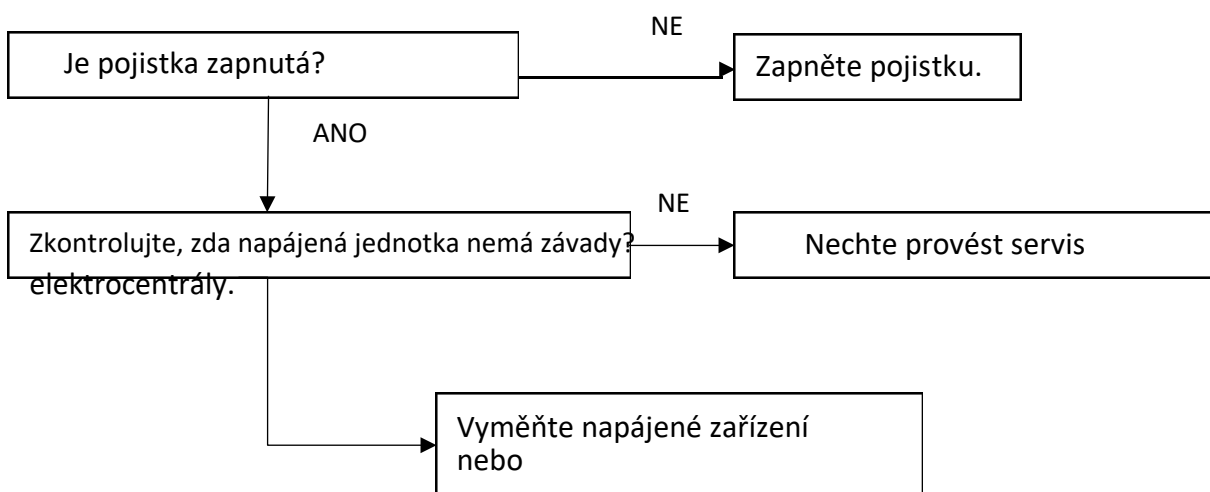 NE
Je pojistka zapnutá?
Zapněte pojistku.
ANO
NE
Zkontrolujte, zda napájená jednotka nemá závady?
Nechte provést servis
elektrocentrály.
Vyměňte napájené zařízení
nebo